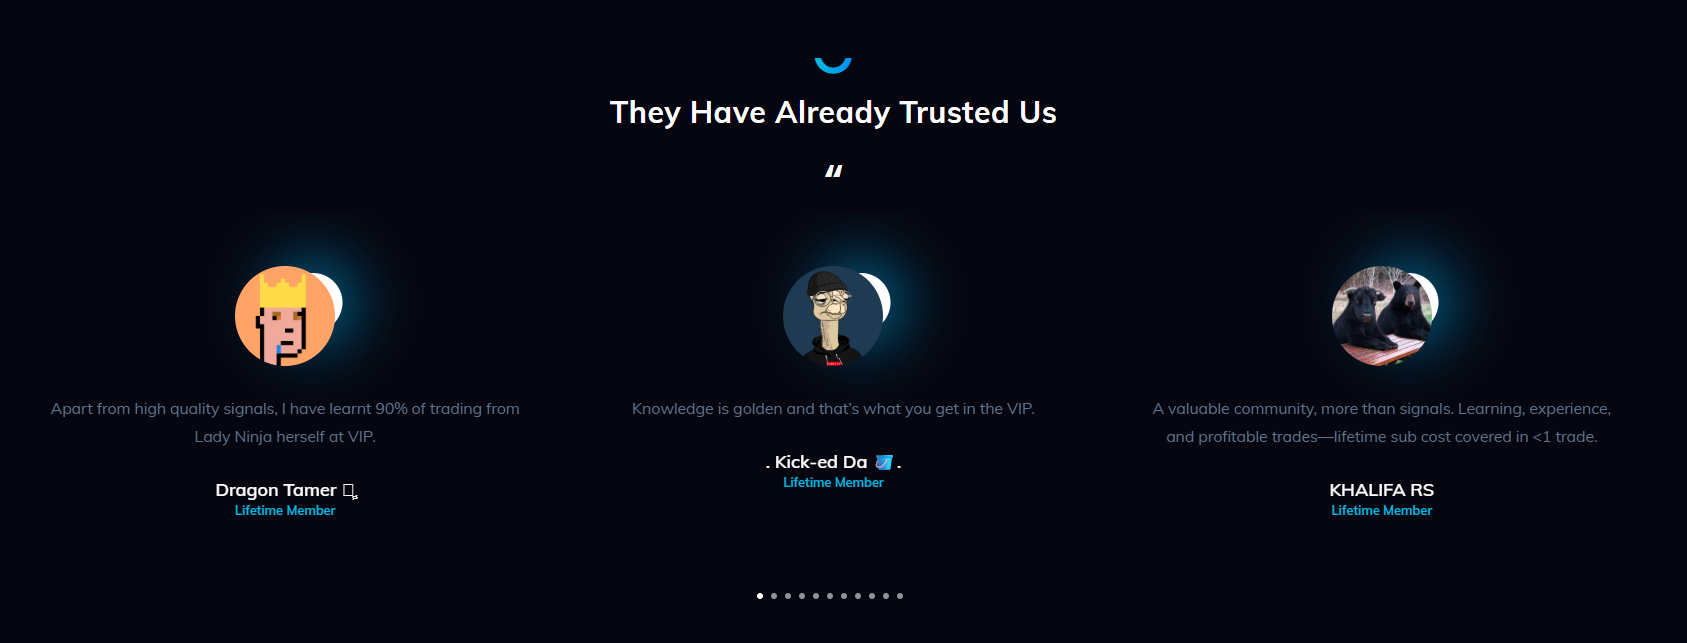 They Have Already Trusted Us
“
Apart from high quality signals, I have learnt 90% of trading from
Lady Ninja herself at VIP.
Dragon Tamer
Lifetime Member
Knowledge is golden and that's what you get in the VIP.
. Kick-ed Da 🪣 .
Lifetime Member
A valuable community, more than signals. Learning, experience,
and profitable trades—lifetime sub cost covered in <1 trade.
KHALIFA RS
Lifetime Member